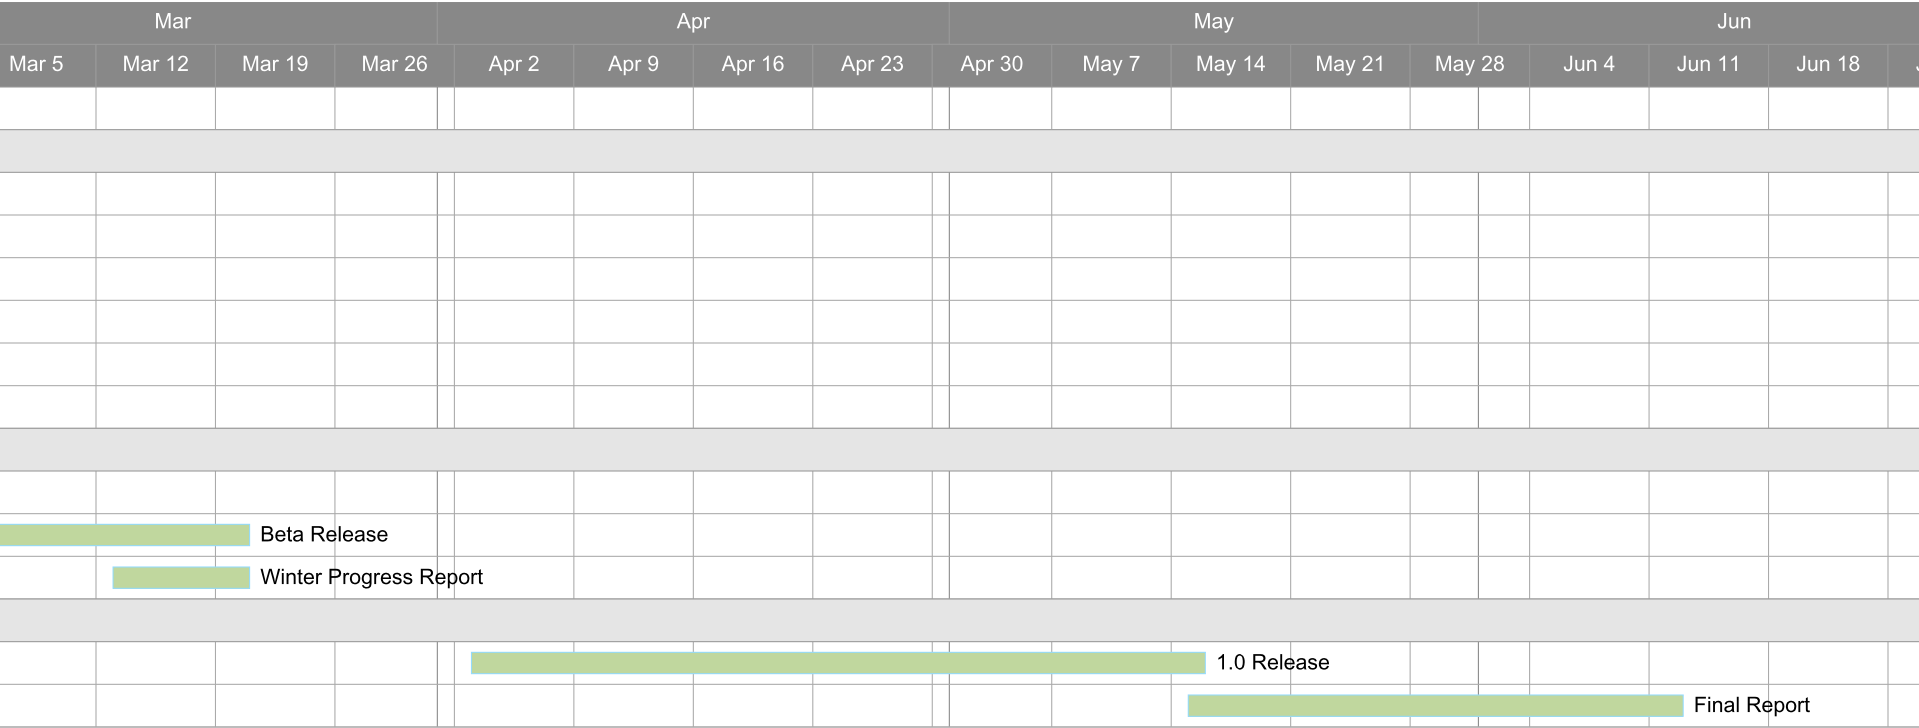 Mar Apr May Jun
Mar 5 Mar 12 Mar 19 Mar 26 Apr 2 Apr 9 Apr 16 Apr 23 Apr 30 May 7 May 14 May 21 May 28 Jun 4 Jun 11 Jun 18
Beta Release
Winter Progress Report
1.0 Release
Final Report